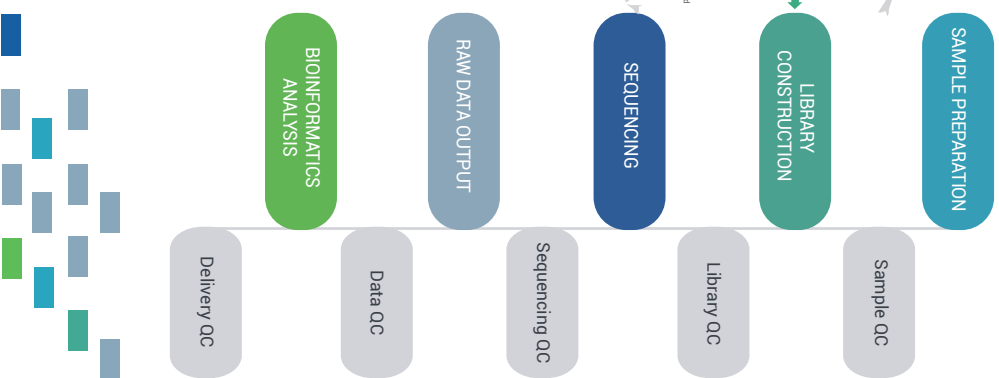 SAMPLE PREPARATION
Sample QC
LIBRARY
CONSTRUCTION
Library QC
SEQUENCING
Sequencing QC
RAW DATA OUTPUT
Data QC
BIOINFORMATICS
ANALYSIS
Delivery QC